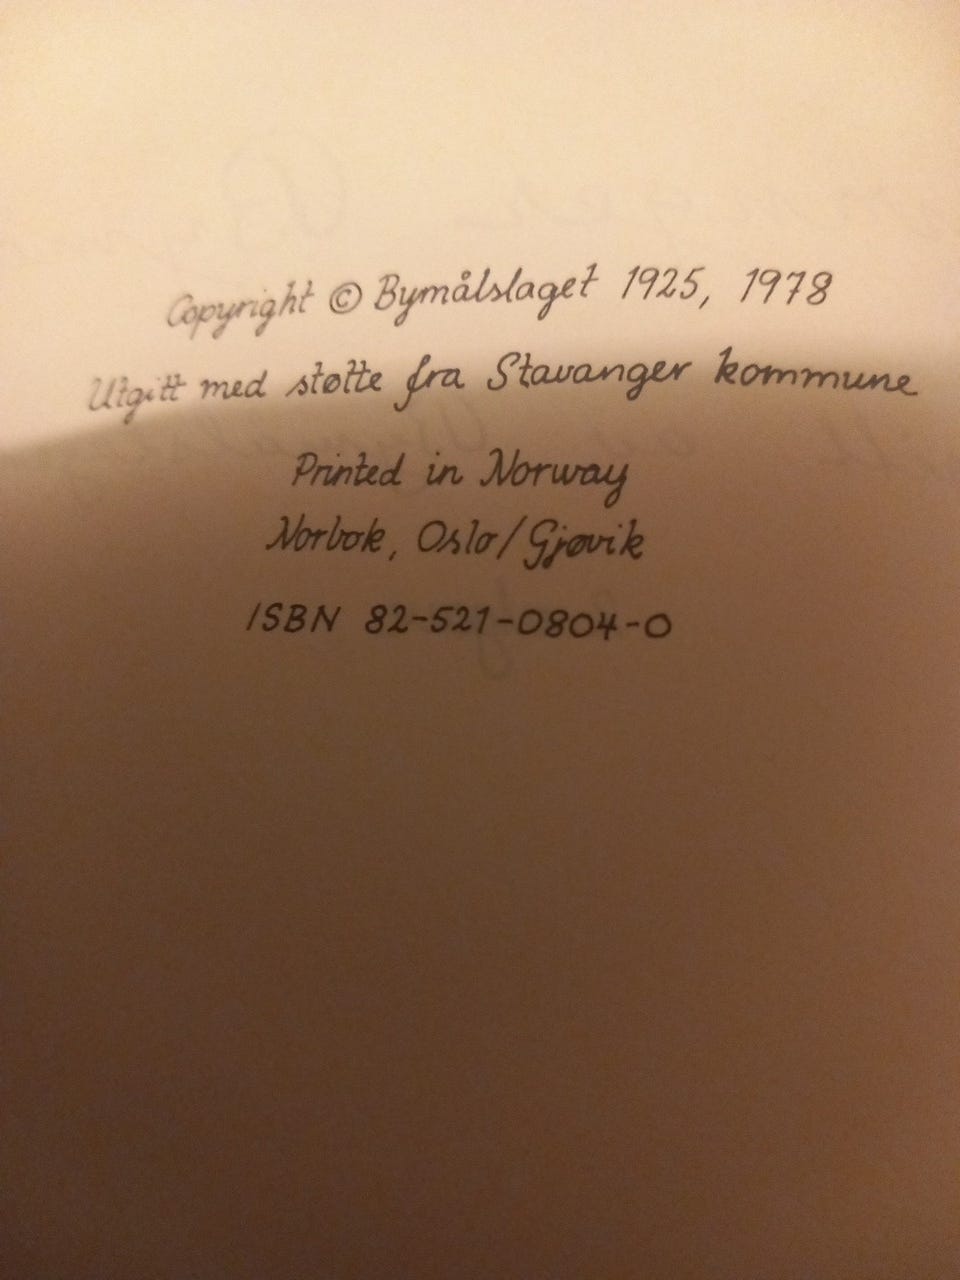 Copyright © Bymålslaget 1925, 1978
Utgitt med støtte fra Stavanger kommune
Printed in Norway
Norbok, Oslo/Gjøvik
ISBN 82-521-0804-0